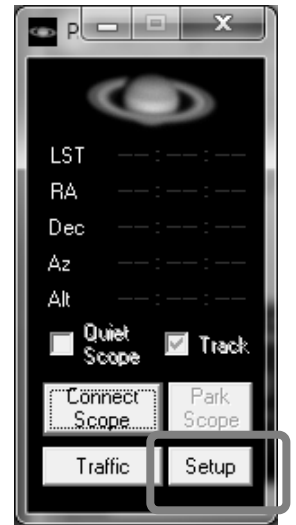 P
LST --:--:--
RA --:--:--
Dec --:--:--
Az --:--:--
Alt --:--:--
Quiet
Scope
Track
Connect
Scope
Park
Scope
Traffic
Setup